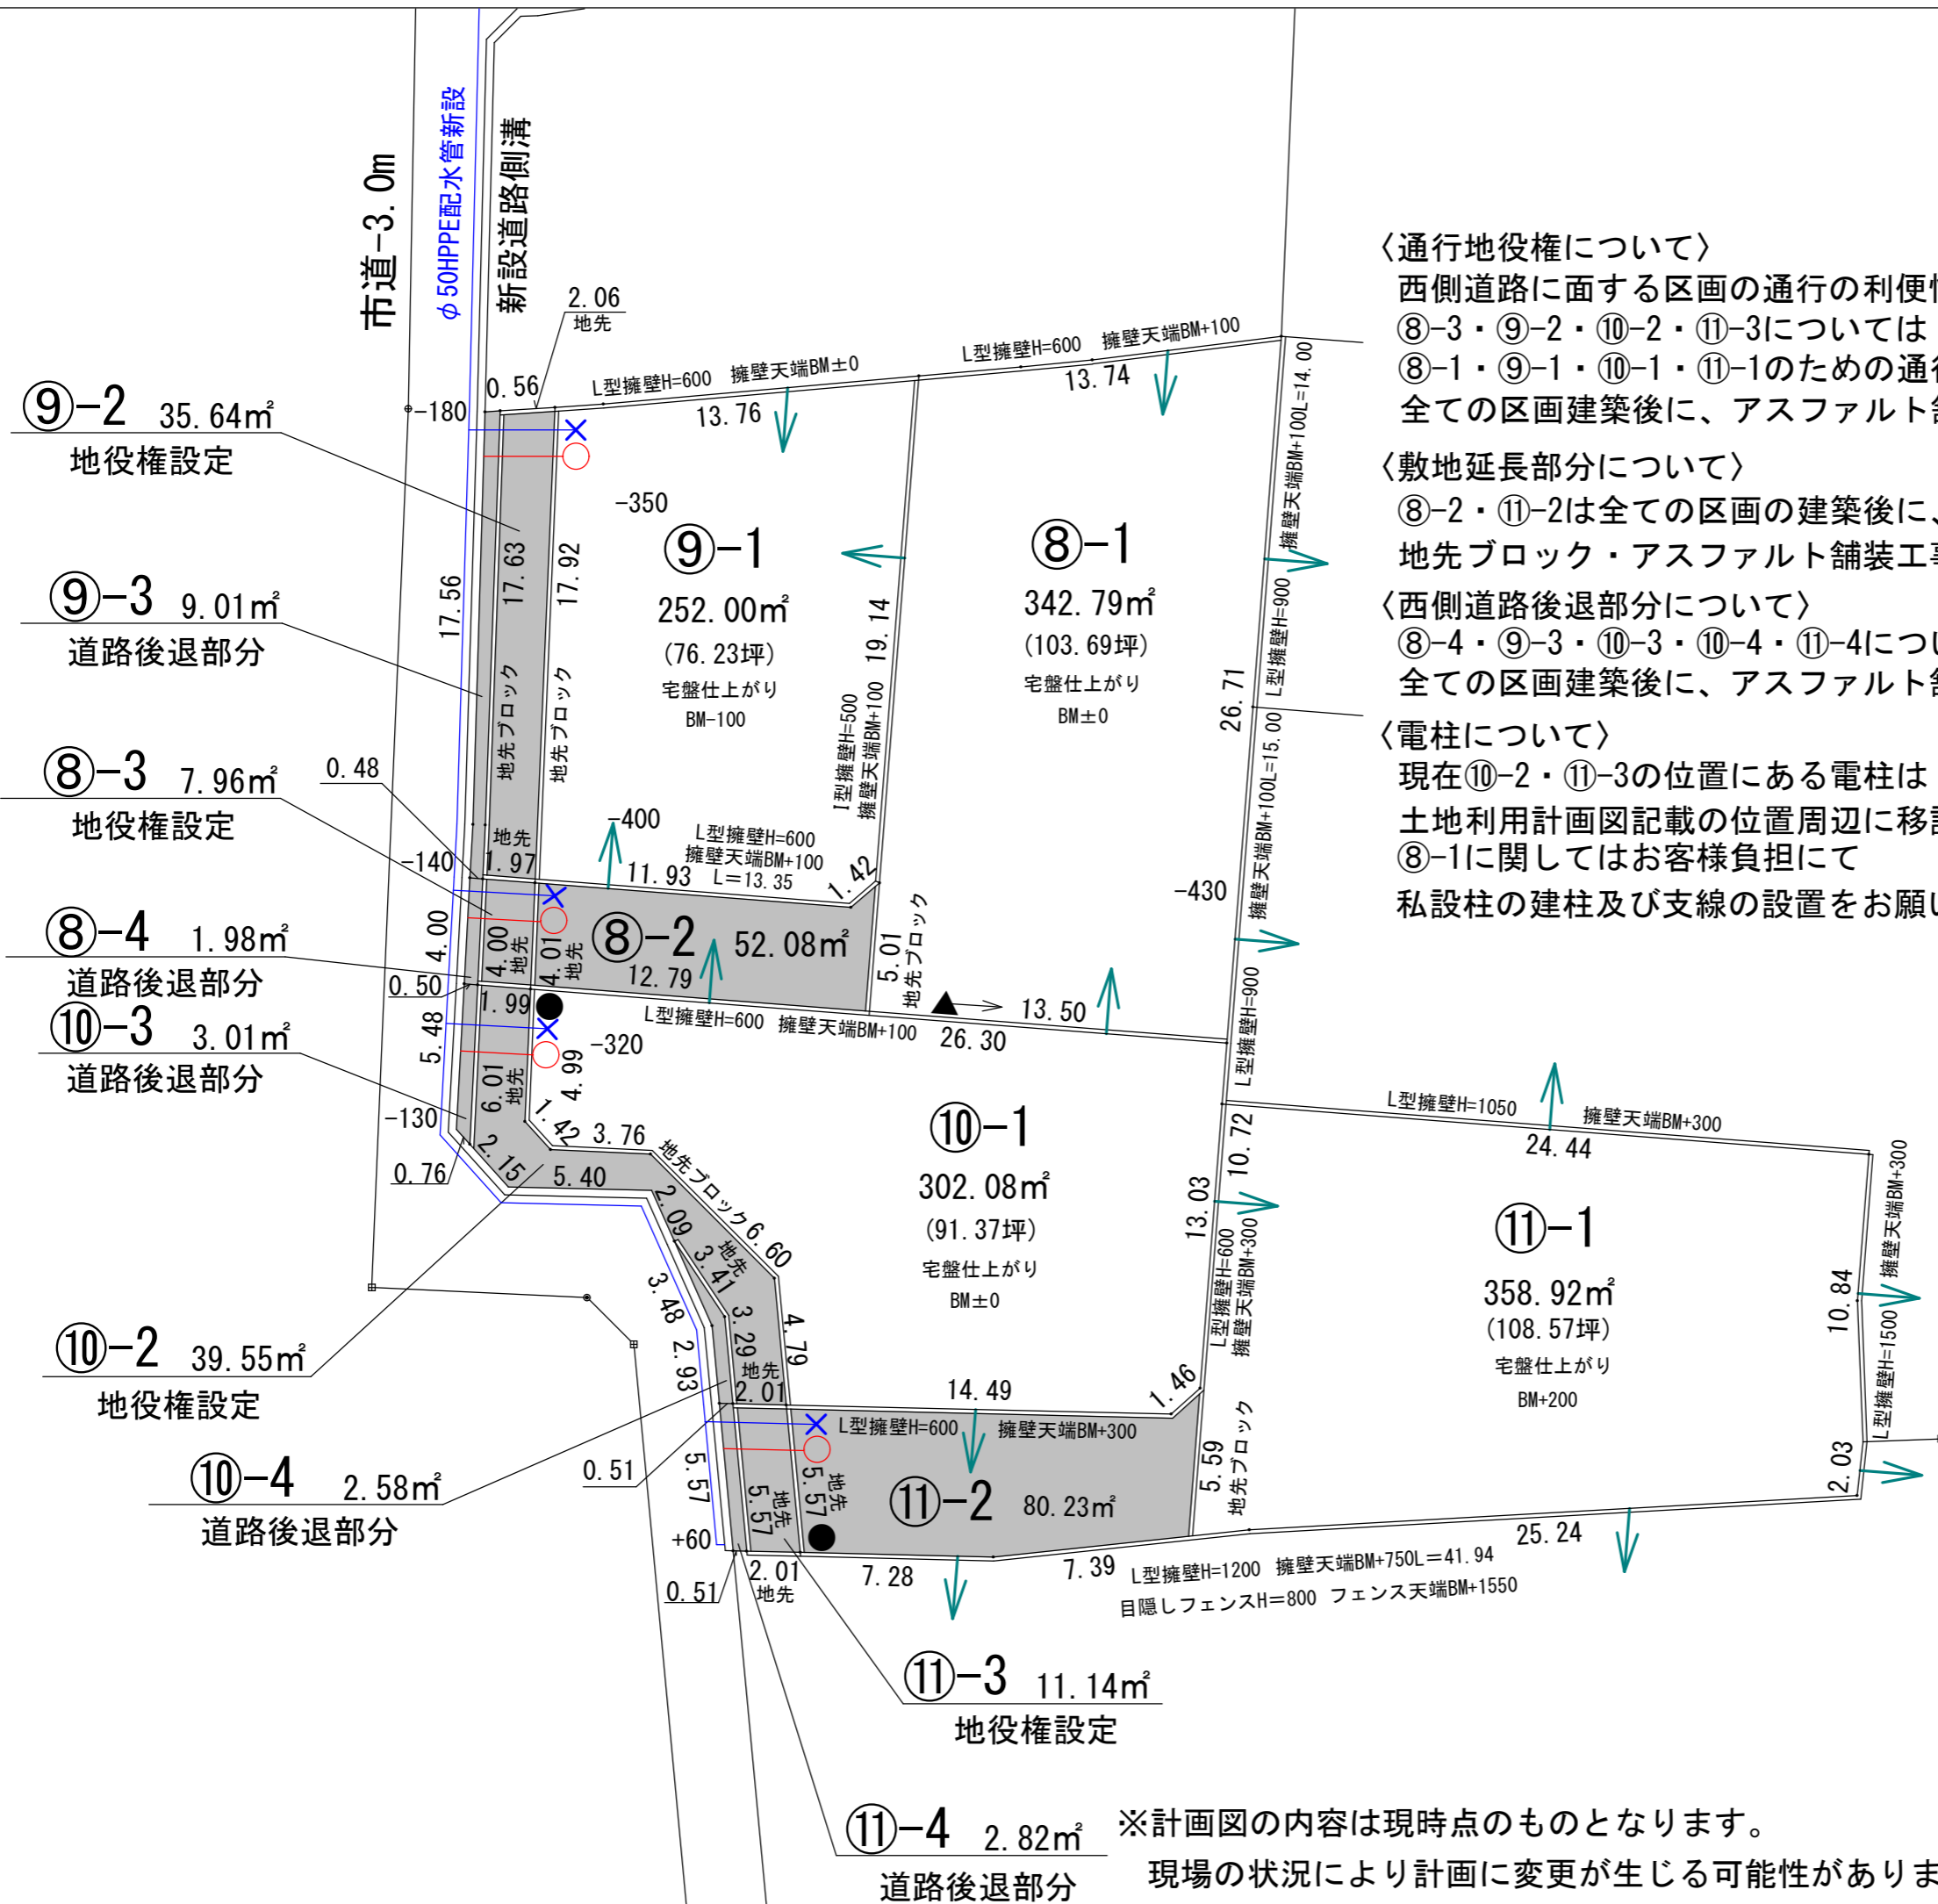 市道-3.0m
φ50HPPE配水管新設
新設道路側溝
2.06
地先
0.56
L型擁壁H=600 擁壁天端BM±0
13.76
L型擁壁H=600 擁壁天端BM+100
13.74
-180
⑨-2 35.64㎡
地役権設定
⑨-3 9.01㎡
道路後退部分
⑧-3 7.96㎡
地役権設定
⑧-4 1.98㎡
道路後退部分
⑩-3 3.01㎡
道路後退部分
⑩-2 39.55㎡
地役権設定
⑩-4 2.58㎡
道路後退部分
17.56
17.63
17.92
地先ブロック
地先ブロック
-350
⑨-1
252.00㎡
(76.23坪)
宅盤仕上がり
BM-100
19.14
I型擁壁H=500
擁壁天端BM+100
⑧-1
342.79㎡
(103.69坪)
宅盤仕上がり
BM±0
擁壁天端BM+100L=14.00
L型擁壁H=900
26.71
擁壁天端BM+100L=15.00
L型擁壁H=900
-430
0.48
-140
地先
1.97
-400
L型擁壁H=600
擁壁天端BM+100
L=13.35
11.93
1.42
⑧-2 52.08㎡
12.79
4.00
4.00
地先
4.01
地先
5.01
地先ブロック
0.50
1.99
L型擁壁H=600 擁壁天端BM+100
26.30
13.50
5.48
-320
6.01
地先
4.99
-130
0.76
2.15
1.42
3.76
5.40
地先ブロック
6.60
2.09
地先
3.41
3.48
3.29
2.93
4.79
⑩-1
302.08㎡
(91.37坪)
宅盤仕上がり
BM±0
10.72
13.03
L型擁壁H=600
擁壁天端BM+300
L型擁壁H=1050 擁壁天端BM+300
24.44
⑪-1
358.92㎡
(108.57坪)
宅盤仕上がり
BM+200
擁壁天端BM+300
10.84
L型擁壁H=1500
2.03
地先
2.01
14.49
1.46
L型擁壁H=600 擁壁天端BM+300
0.51
5.57
5.57
地先
5.57
地先
⑪-2 80.23㎡
5.59
地先ブロック
+60
0.51
2.01
地先
7.28
7.39
25.24
L型擁壁H=1200 擁壁天端BM+750L=41.94
目隠しフェンスH=800 フェンス天端BM+1550
⑪-3 11.14㎡
地役権設定
⑪-4 2.82㎡
道路後退部分
〈通行地役権について〉
西側道路に面する区画の通行の利便
⑧-3・⑨-2・⑩-2・⑪-3については
⑧-1・⑨-1・⑩-1・⑪-1のための通行
全ての区画建築後に、アスファルト舗
〈敷地延長部分について〉
⑧-2・⑪-2は全ての区画の建築後に、
地先ブロック・アスファルト舗装工事
〈西側道路後退部分について〉
⑧-4・⑨-3・⑩-3・⑩-4・⑪-4につ
全ての区画建築後に、アスファルト舗
〈電柱について〉
現在⑩-2・⑪-3の位置にある電柱は
土地利用計画図記載の位置周辺に移設
⑧-1に関してはお客様負担にて
私設柱の建柱及び支線の設置をお願い
※計画図の内容は現時点のものとなります。
現場の状況により計画に変更が生じる可能性がありま